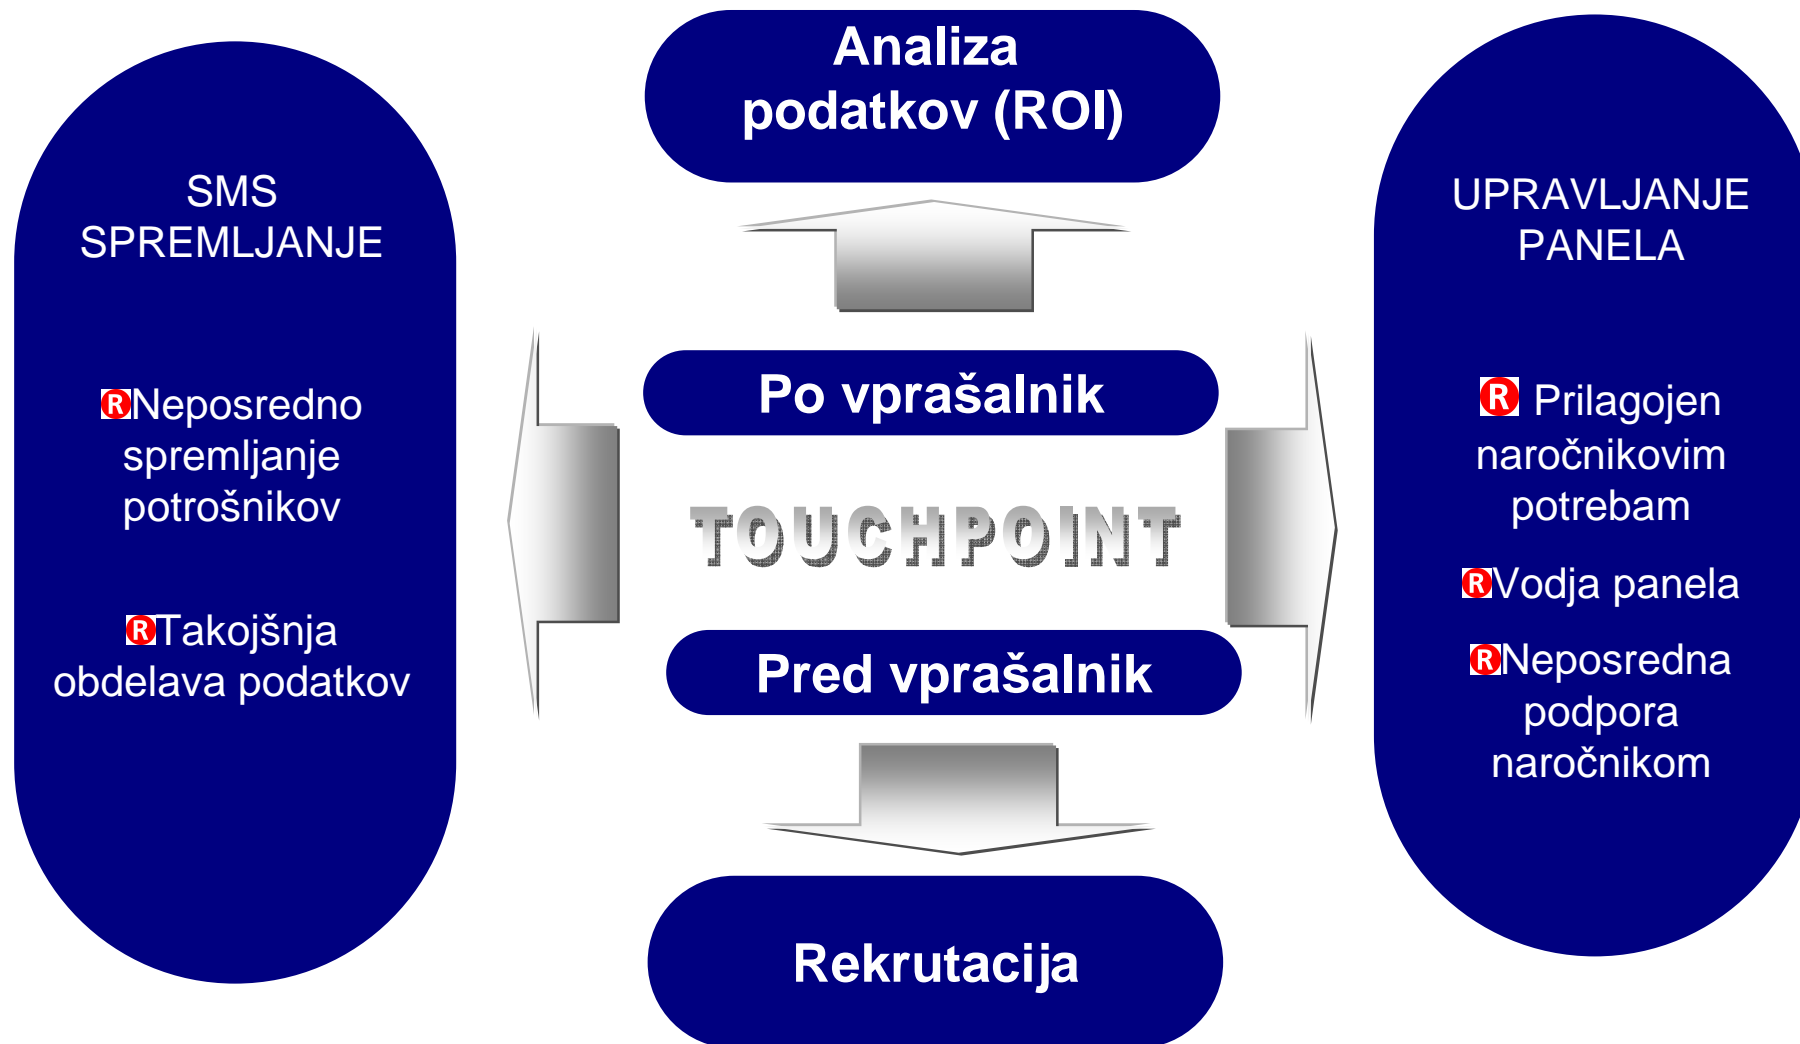 Analiza
podatkov (ROI)
SMS
SPREMLJANJE
®Neposredno
spremljanje
potrošnikov
®Takojšnja
obdelava podatkov
Po vprašalnik
TOUCHPOINT
Pred vprašalnik
Rekrutacija
UPRAVLJANJE
PANELA
® Prilagojen
naročnikovim
potrebam
®Vodja panela
®Neposredna
podpora
naročnikom